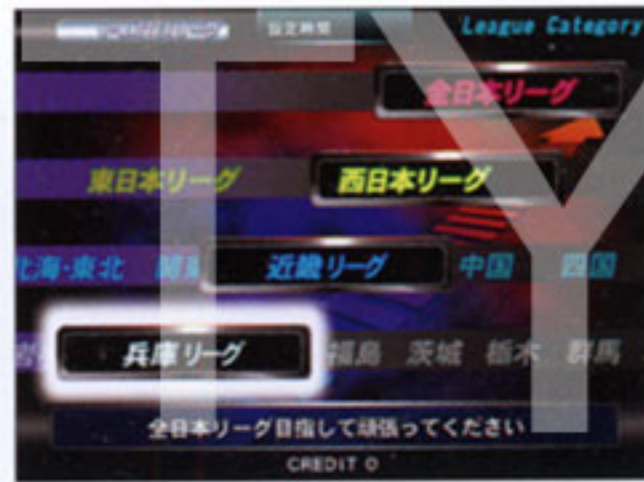 設定時間 League Category
全日本リーグ
東日本リーグ 西日本リーグ
北海・東北 関東 近畿リーグ 中国 四国
兵庫リーグ 福島 茨城 栃木 群馬
全日本リーグ目指して頑張ってください
CREDIT 0
TY